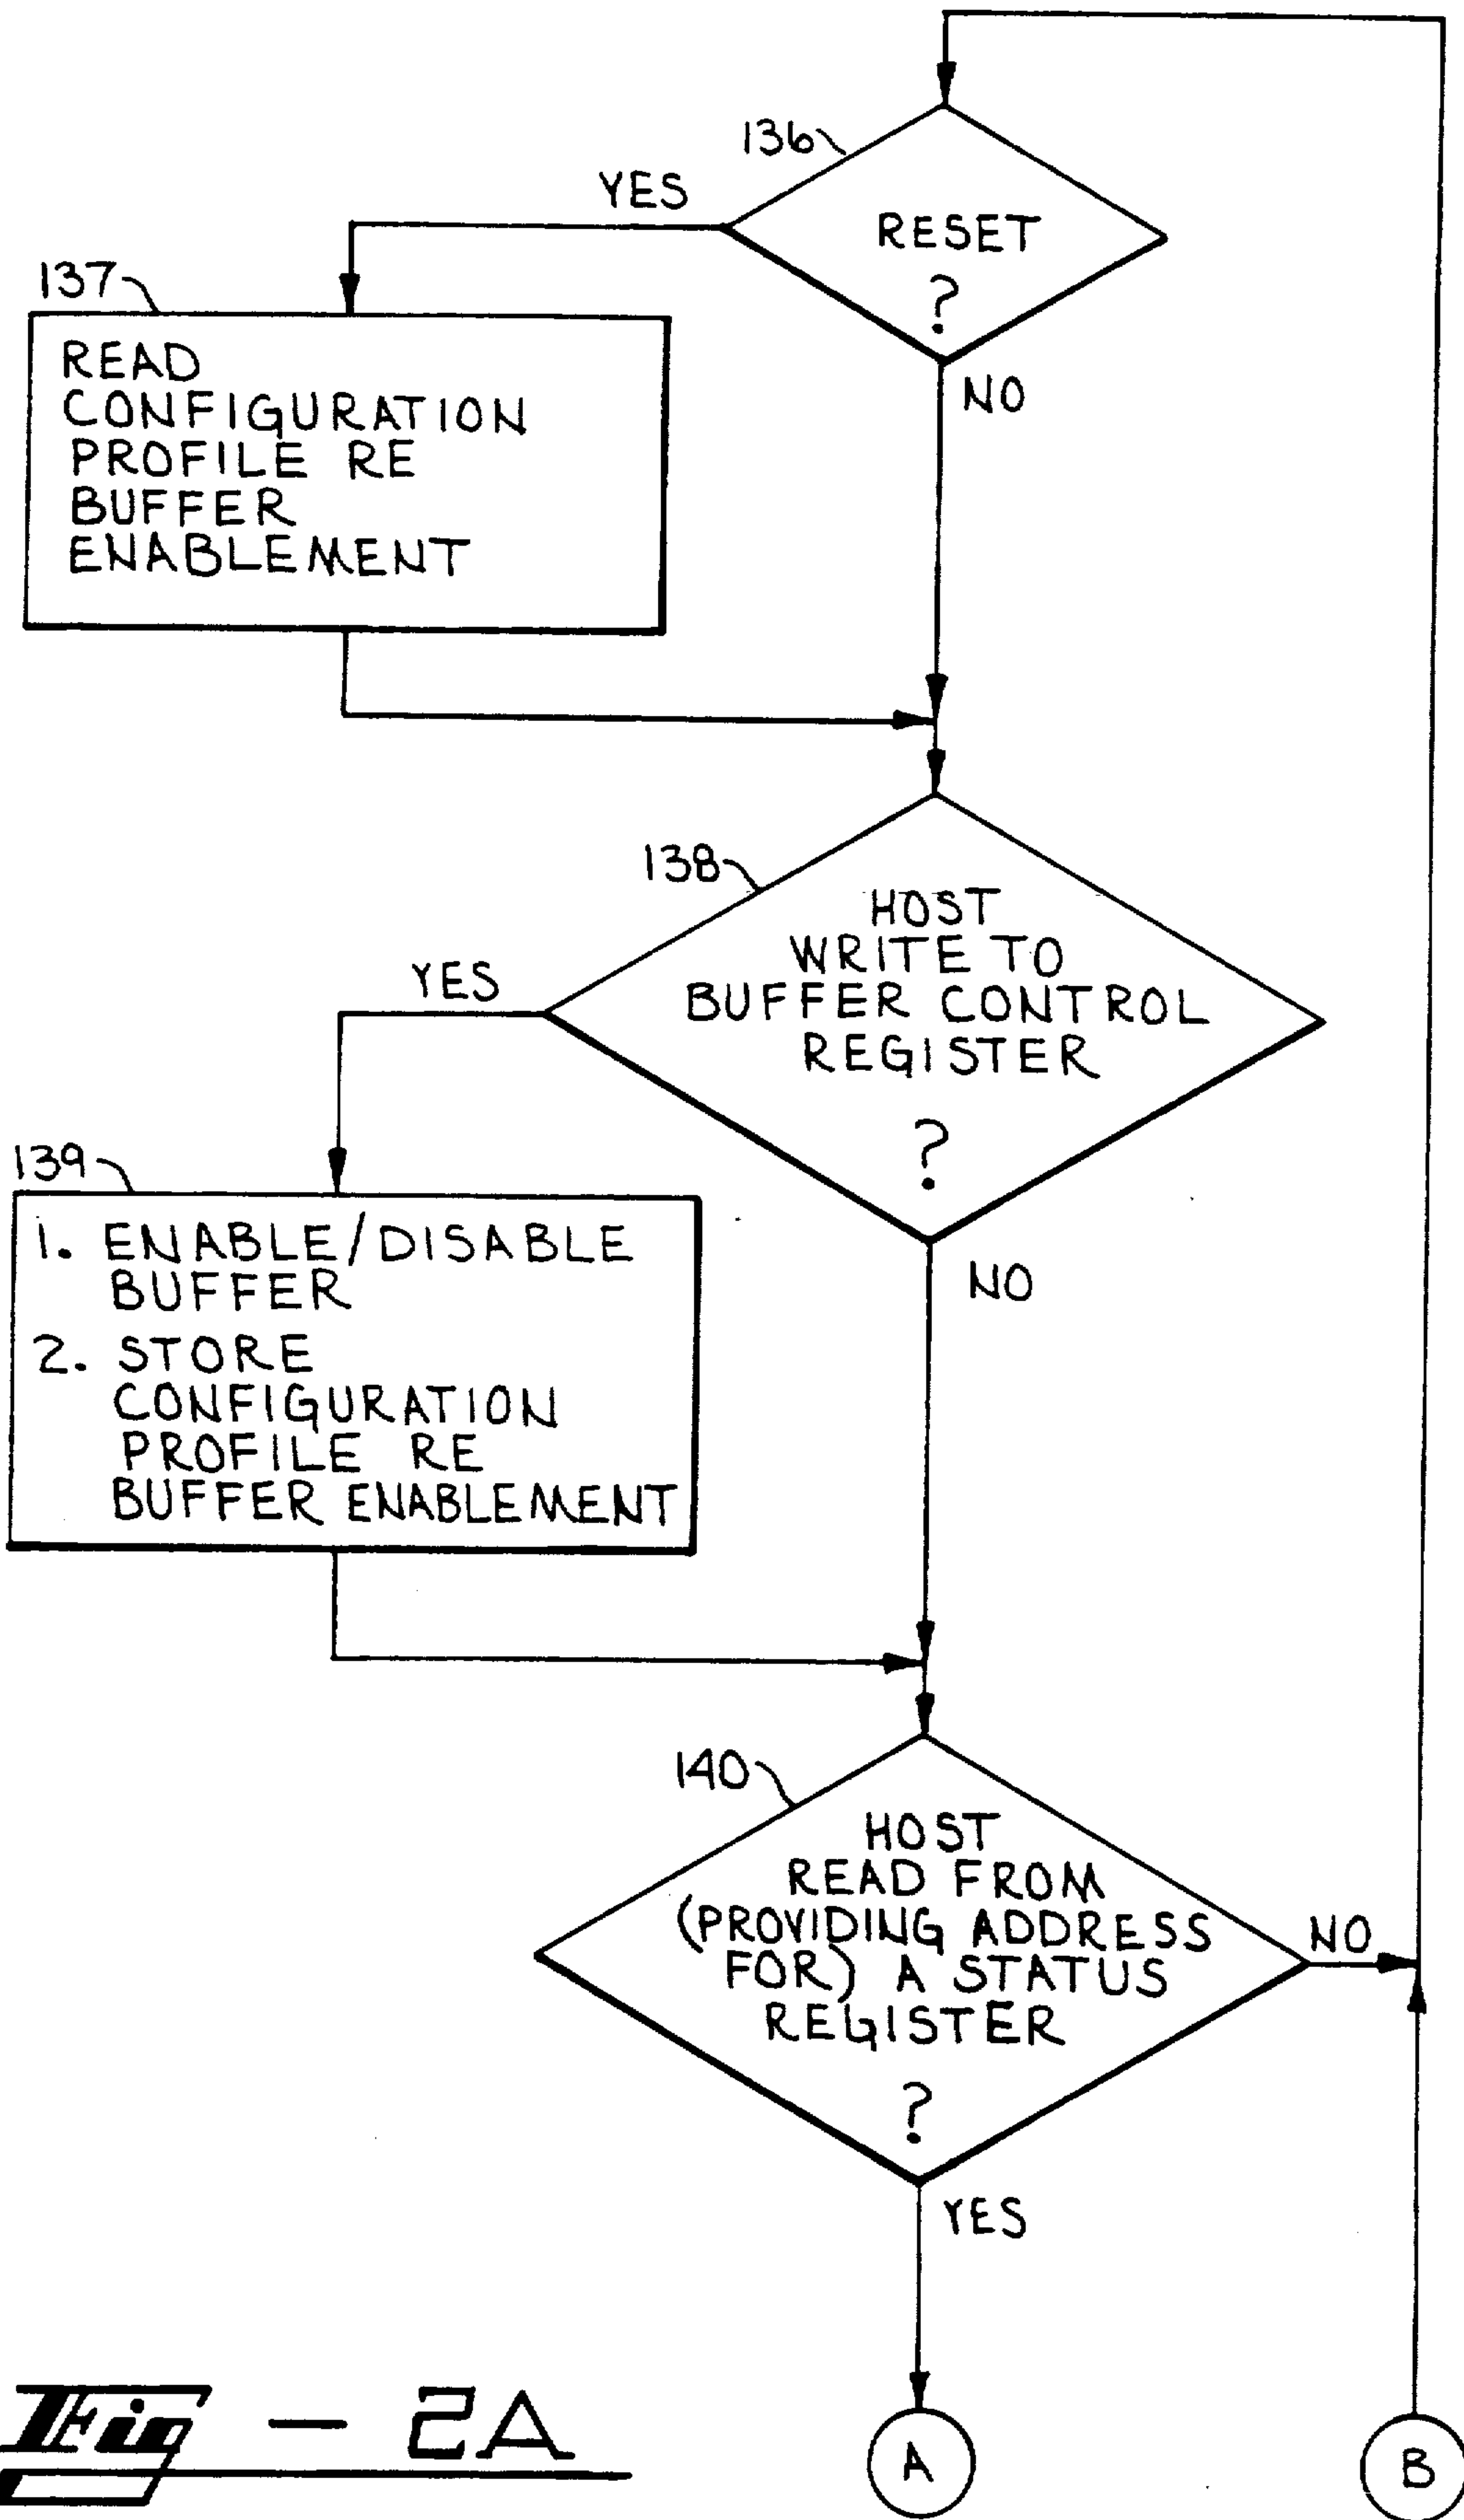 136
YES
RESET
?
137
NO
READ
CONFIGURATION
PROFILE RE
BUFFER
ENABLEMENT
138
HOST
WRITE TO
BUFFER CONTROL
REGISTER
?
YES
139
NO
1. ENABLE/DISABLE
BUFFER
2. STORE
CONFIGURATION
PROFILE RE
BUFFER ENABLEMENT
140
HOST
READ FROM
(PROVIDING ADDRESS
FOR) A STATUS
REGISTER
?
NO
YES
Fig - 2A
A
B